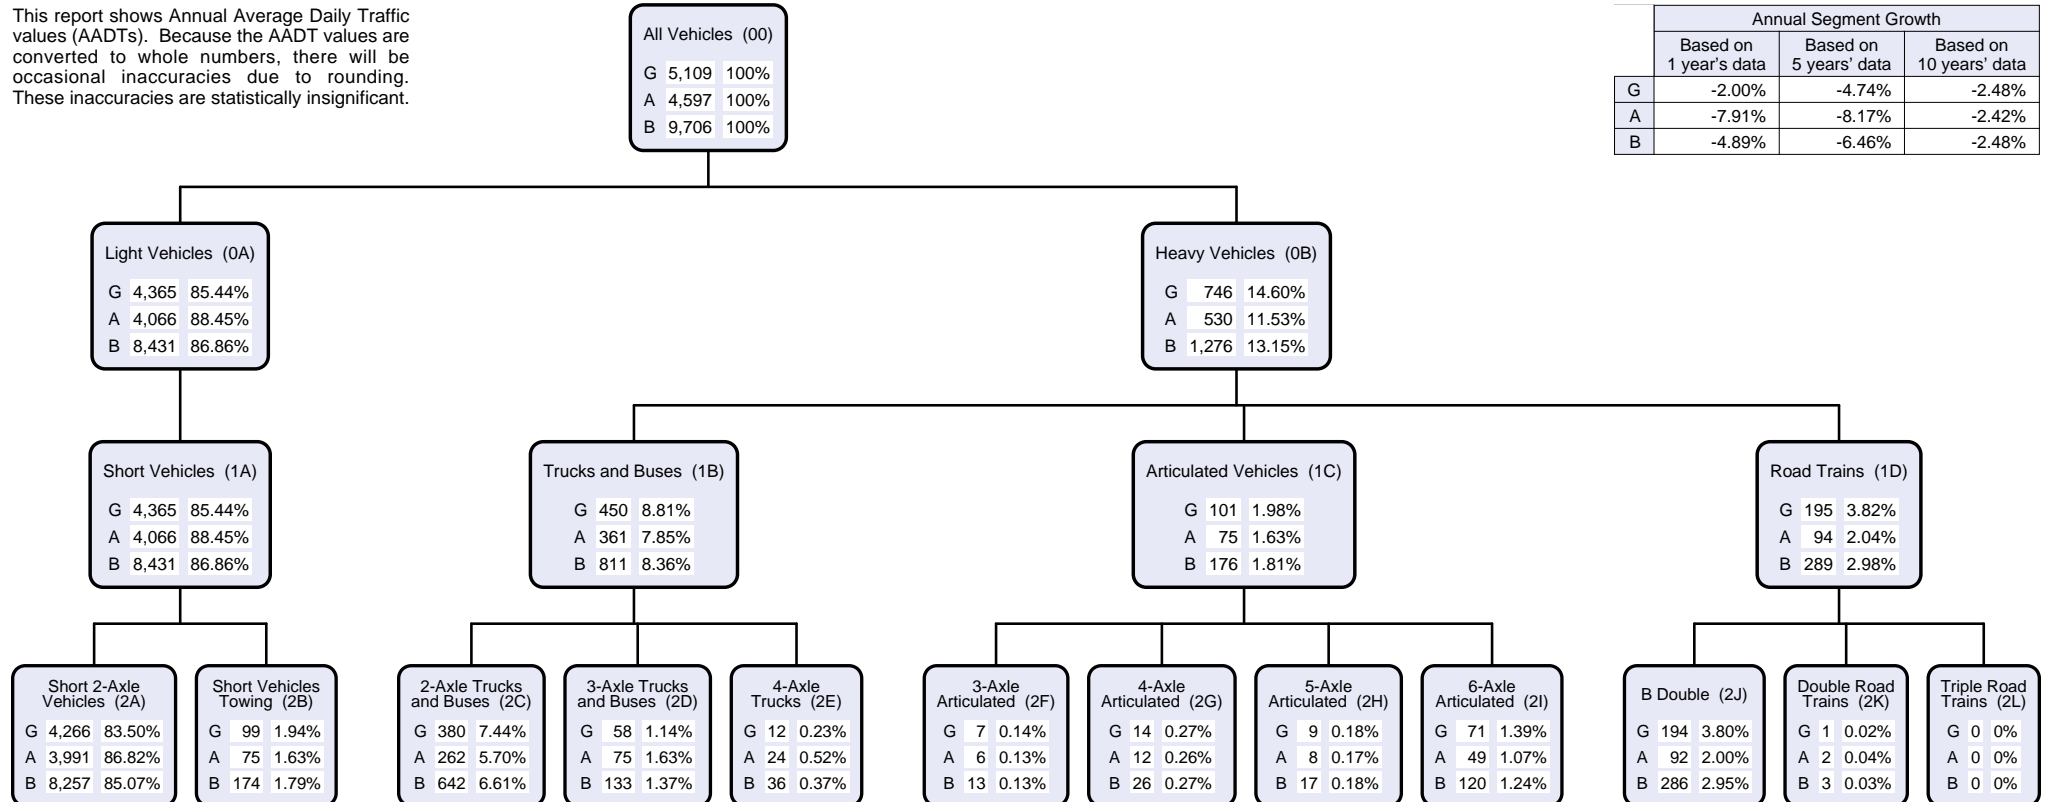 This report shows Annual Average Daily Traffic
values (AADTs). Because the AADT values are
converted to whole numbers, there will be
occasional inaccuracies due to rounding.
These inaccuracies are statistically insignificant.
All Vehicles (00)
G 5,109 100%
A 4,597 100%
B 9,706 100%
Annual Segment Growth
Based on 1 year's data Based on 5 years' data Based on 10 years' data
G -2.00% -4.74% -2.48%
A -7.91% -8.17% -2.42%
B -4.89% -6.46% -2.48%
Light Vehicles (0A)
G 4,365 85.44%
A 4,066 88.45%
B 8,431 86.86%
Heavy Vehicles (0B)
G 746 14.60%
A 530 11.53%
B 1,276 13.15%
Short Vehicles (1A)
G 4,365 85.44%
A 4,066 88.45%
B 8,431 86.86%
Trucks and Buses (1B)
G 450 8.81%
A 361 7.85%
B 811 8.36%
Articulated Vehicles (1C)
G 101 1.98%
A 75 1.63%
B 176 1.81%
Road Trains (1D)
G 195 3.82%
A 94 2.04%
B 289 2.98%
Short 2-Axle
Vehicles (2A)
G 4,266 83.50%
A 3,991 86.82%
B 8,257 85.07%
Short Vehicles
Towing (2B)
G 99 1.94%
A 75 1.63%
B 174 1.79%
2-Axle Trucks
and Buses (2C)
G 380 7.44%
A 262 5.70%
B 642 6.61%
3-Axle Trucks
and Buses (2D)
G 58 1.14%
A 75 1.63%
B 133 1.37%
4-Axle
Trucks (2E)
G 12 0.23%
A 24 0.52%
B 36 0.37%
3-Axle
Articulated (2F)
G 7 0.14%
A 6 0.13%
B 13 0.13%
4-Axle
Articulated (2G)
G 14 0.27%
A 12 0.26%
B 26 0.27%
5-Axle
Articulated (2H)
G 9 0.18%
A 8 0.17%
B 17 0.18%
6-Axle
Articulated (2I)
G 71 1.39%
A 49 1.07%
B 120 1.24%
B Double (2J)
G 194 3.80%
A 92 2.00%
B 286 2.95%
Double Road
Trains (2K)
G 1 0.02%
A 2 0.04%
B 3 0.03%
Triple Road
Trains (2L)
G 0 0%
A 0 0%
B 0 0%